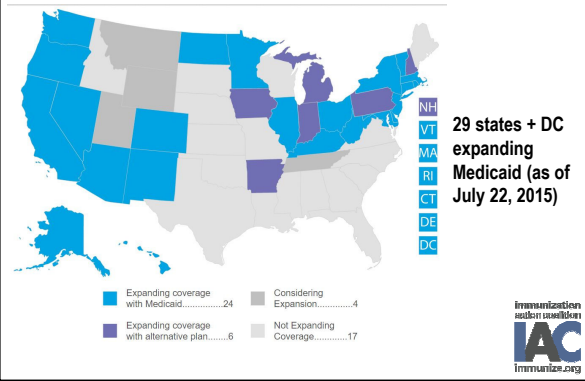 NH
VT
MA
RI
CT
DE
DC
29 states + DC
expanding
Medicaid (as of
July 22, 2015)
Expanding coverage
with Medicaid...............24
Considering
Expansion.............4
Expanding coverage
with alternative plan.......6
Not Expanding
Coverage............17
immunization
action coalition
IAC
immunize.org